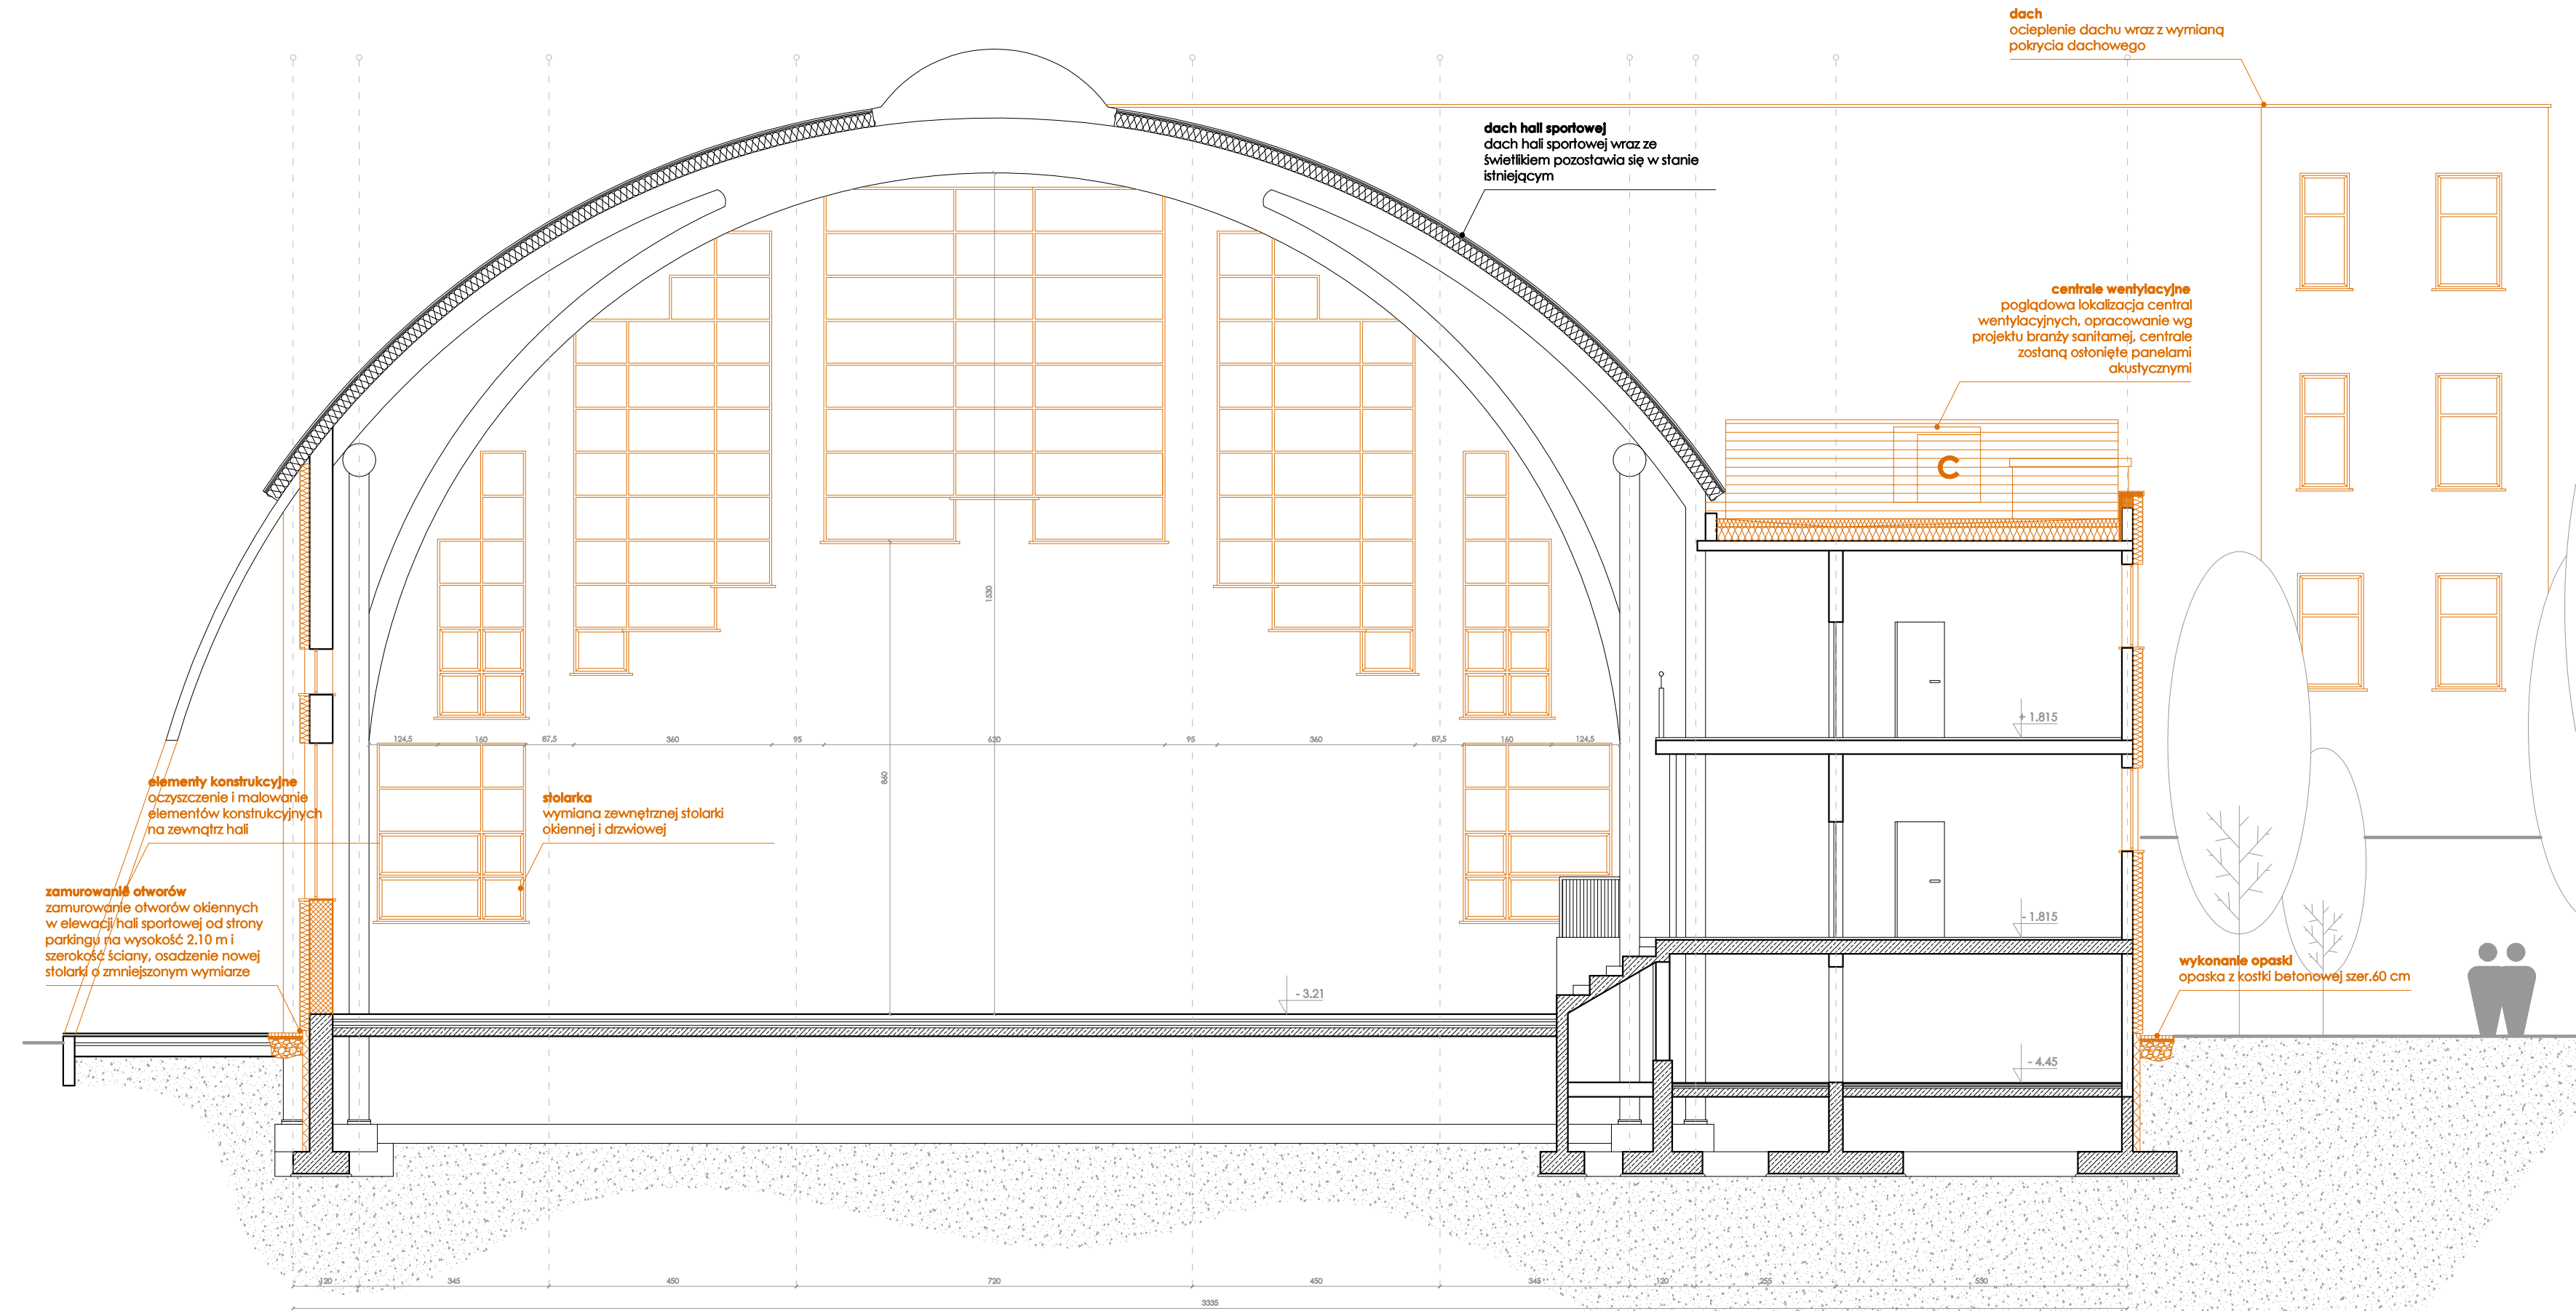 dach
ocieplenie dachu wraz z wymianą
pokrycia dachowego
dach hali sportowej
dach hali sportowej wraz ze
świetlikiem pozostawia się w stanie
istniejącym
centrale wentylacyjne
poglądowa lokalizacja central
wentylacyjnych, opracowanie wg
projektu branży sanitarnej, centrale
zostaną osłonięte panelami
akustycznymi
C
1530
+ 1.815
124,5 160 87,5 360 95 620 95 360 87,5 160 124,5
860
elementy konstrukcyjne
oczyszczenie i malowanie
elementów konstrukcyjnych
na zewnątrz hali
stolarka
wymiana zewnętrznej stolarki
okiennej i drzwiowej
zamurowanie otworów
zamurowanie otworów okiennych
w elewacji hali sportowej od strony
parkingu na wysokość 2.10 m i
szerokość ściany, osadzenie nowej
stolarki o zmniejszonym wymiarze
- 1.815
wykonanie opaski
opaska z kostki betonowej szer.60 cm
- 3.21
- 4.45
120 345 450 720 450 345 120 255 530
3335